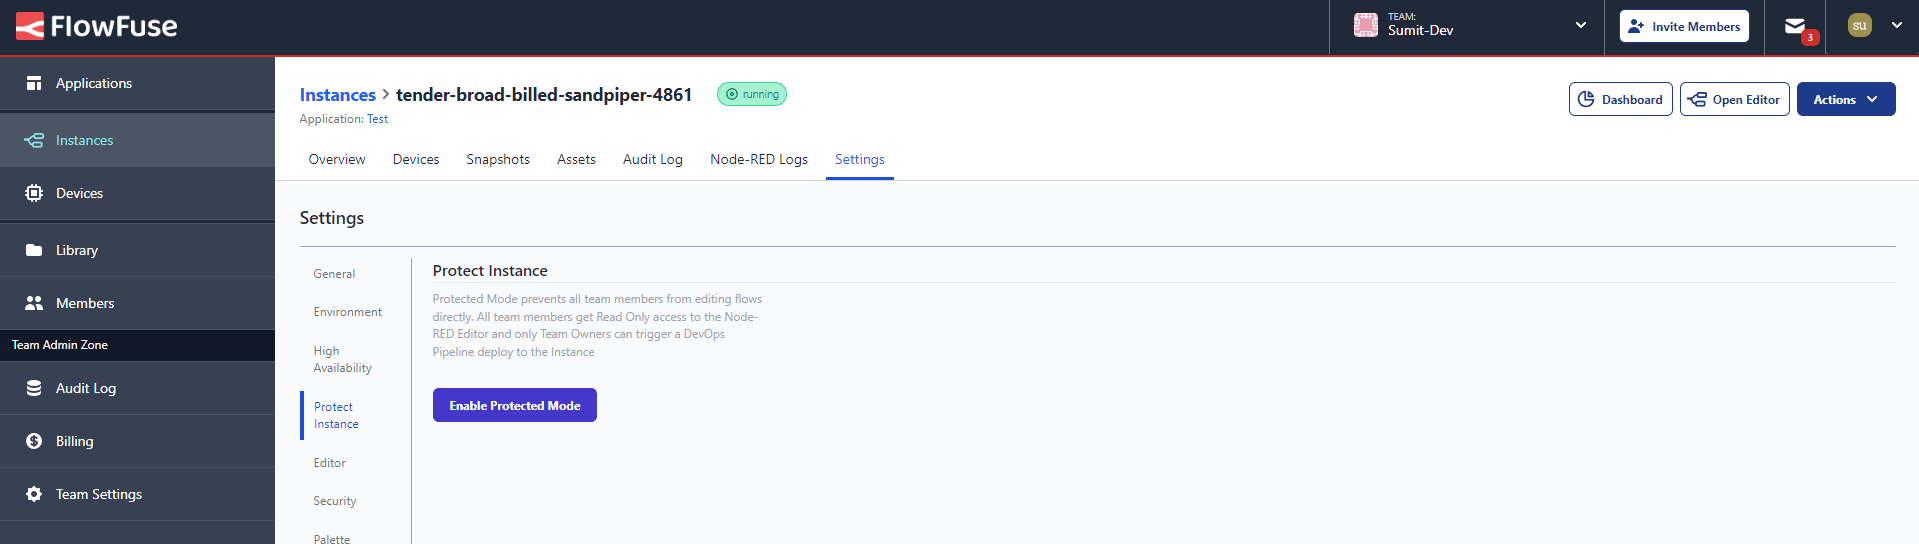 FlowFuse
TEAM:
Sumit-Dev
Invite Members
3
su
Applications
Instances
Devices
Library
Members
Team Admin Zone
Audit Log
Billing
Team Settings
Instances > tender-broad-billed-sandpiper-4861
running
Application: Test
Dashboard
Open Editor
Actions
Overview
Devices
Snapshots
Assets
Audit Log
Node-RED Logs
Settings
Settings
General
Environment
High
Availability
Protect
Instance
Editor
Security
Palette
Protect Instance
Protected Mode prevents all team members from editing flows
directly. All team members get Read Only access to the Node-
RED Editor and only Team Owners can trigger a DevOps
Pipeline deploy to the Instance
Enable Protected Mode